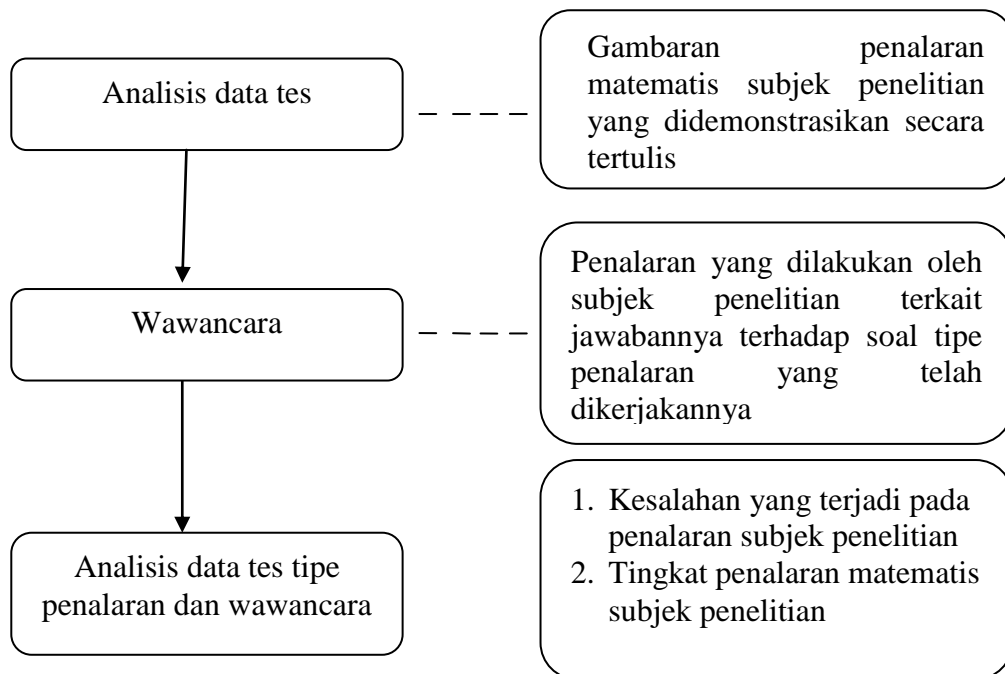 Analisis data tes
Gambaran penalaran
matematis subjek penelitian
yang didemonstrasikan secara
tertulis
Wawancara
Penalaran yang dilakukan oleh
subjek penelitian terkait
jawabannya terhadap soal tipe
penalaran yang telah
dikerjakannya
Analisis data tes tipe
penalaran dan wawancara
1. Kesalahan yang terjadi pada
penalaran subjek penelitian
2. Tingkat penalaran matematis
subjek penelitian